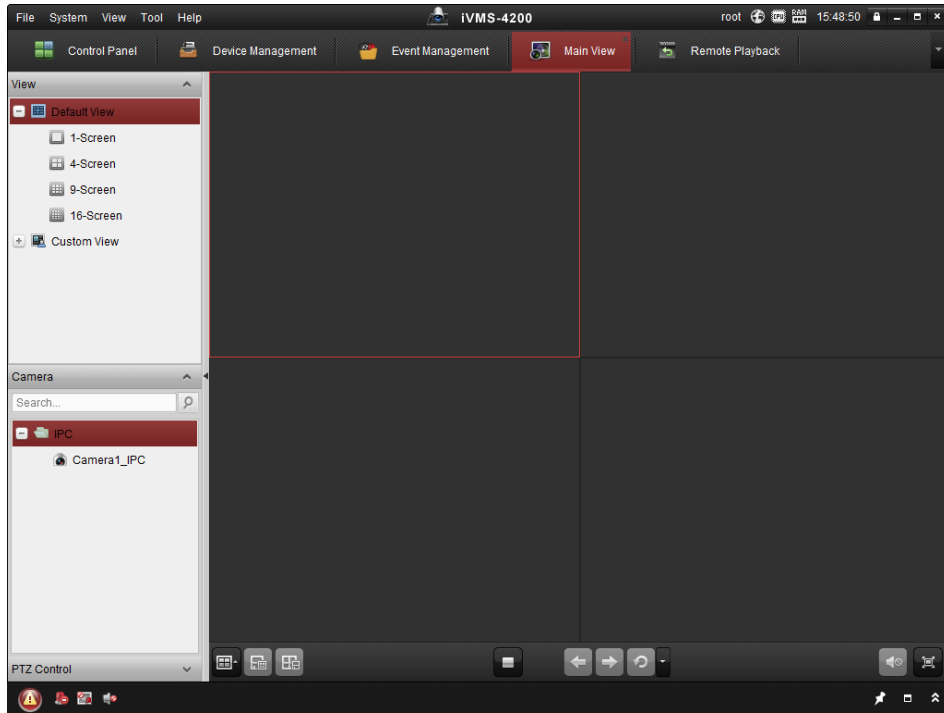 File System View Tool Help iVMS-4200 root CPU RAM 15:48:50
Control Panel Device Management Event Management Main View Remote Playback
View
Default View
1-Screen
4-Screen
9-Screen
16-Screen
Custom View
Camera
Search...
IPC
Camera1_IPC
PTZ Control